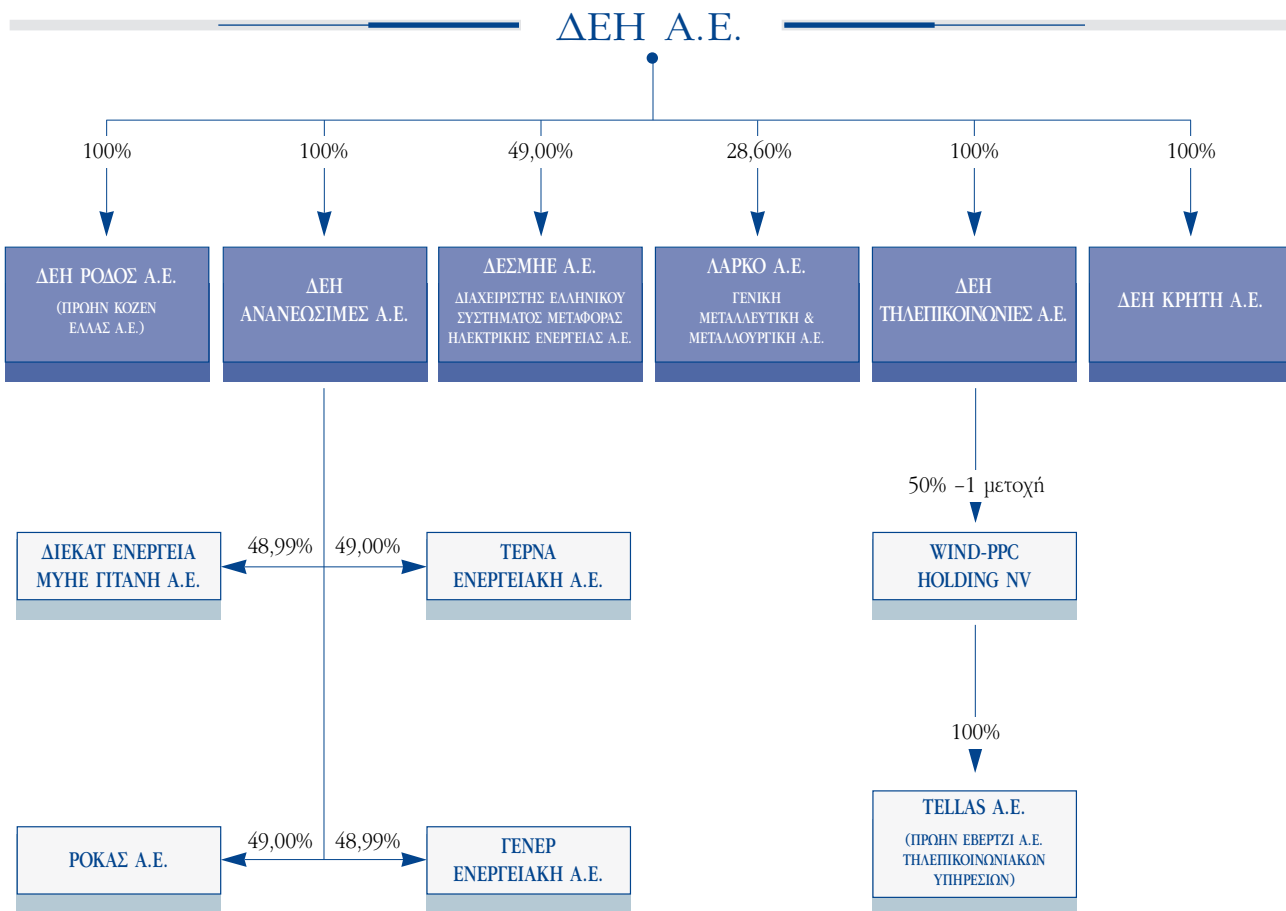 ΔΕΗ Α.Ε.
100%
100%
49,00%
28,60%
100%
100%
ΔΕΗ ΡΟΔΟΣ Α.Ε.
(ΠΡΩΗΝ ΚΟΖΕΝ
ΕΛΛΑΣ Α.Ε.)
ΔΕΗ
ΑΝΑΝΕΩΣΙΜΕΣ Α.Ε.
ΔΕΣΜΗΕ Α.Ε.
ΔΙΑΧΕΙΡΙΣΤΗΣ ΕΛΛΗΝΙΚΟΥ
ΣΥΣΤΗΜΑΤΟΣ ΜΕΤΑΦΟΡΑΣ
ΗΛΕΚΤΡΙΚΗΣ ΕΝΕΡΓΕΙΑΣ Α.Ε.
ΛΑΡΚΟ Α.Ε.
ΓΕΝΙΚΗ
ΜΕΤΑΛΛΕΥΤΙΚΗ &
ΜΕΤΑΛΛΟΥΡΓΙΚΗ Α.Ε.
ΔΕΗ
ΤΗΛΕΠΙΚΟΙΝΩΝΙΕΣ Α.Ε.
ΔΕΗ ΚΡΗΤΗ Α.Ε.
50% –1 μετοχή
ΔΙΕΚΑΤ ΕΝΕΡΓΕΙΑ
ΜΥΗΕ ΓΙΤΑΝΗ Α.Ε.
48,99%
49,00%
ΤΕΡΝΑ
ΕΝΕΡΓΕΙΑΚΗ Α.Ε.
WIND-PPC
HOLDING NV
100%
ΡΟΚΑΣ Α.Ε.
49,00%
48,99%
ΓΕΝΕΡ
ΕΝΕΡΓΕΙΑΚΗ Α.Ε.
TELLAS Α.Ε.
(ΠΡΩΗΝ ΕΒΕΡΤΖΙ Α.Ε.
ΤΗΛΕΠΙΚΟΙΝΩΝΙΑΚΩΝ
ΥΠΗΡΕΣΙΩΝ)